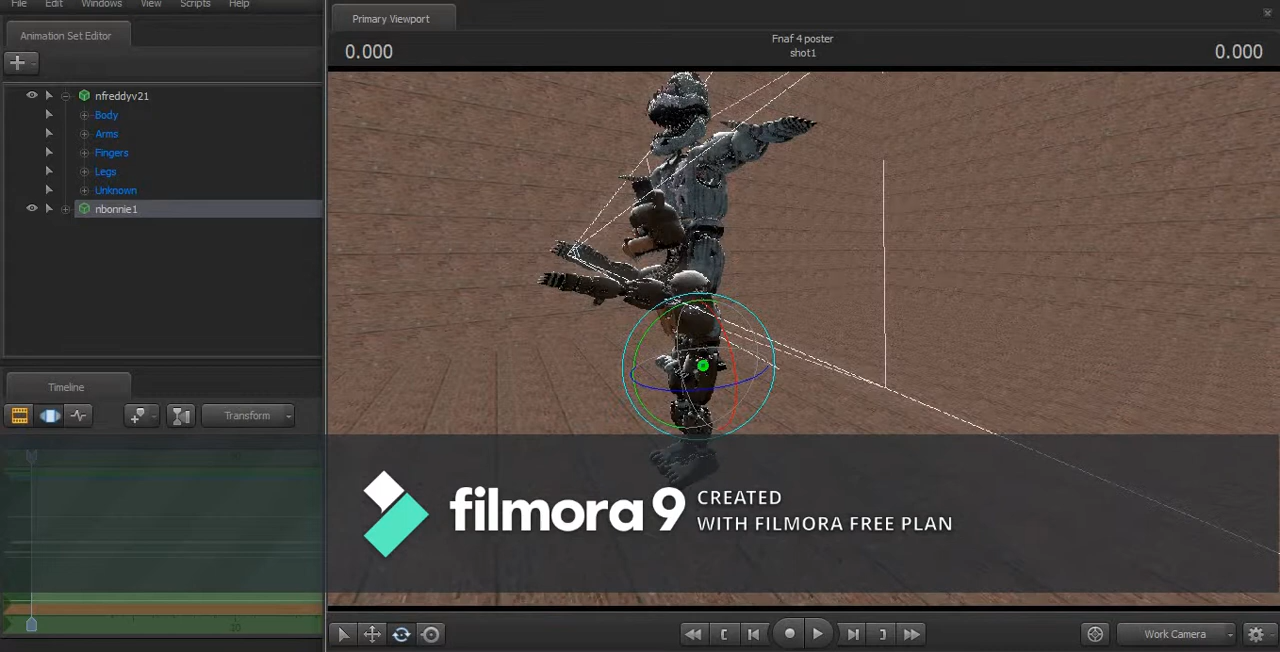 File Edit Windows View Scripts Help
Animation Set Editor
Primary Viewport
0.000
Fnaf 4 poster
shot1
0.000
nfreddyv21
Body
Arms
Fingers
Legs
Unknown
nbonnie1
Timeline
Transform
filmora 9
CREATED
WITH FILMORA FREE PLAN
Work Camera